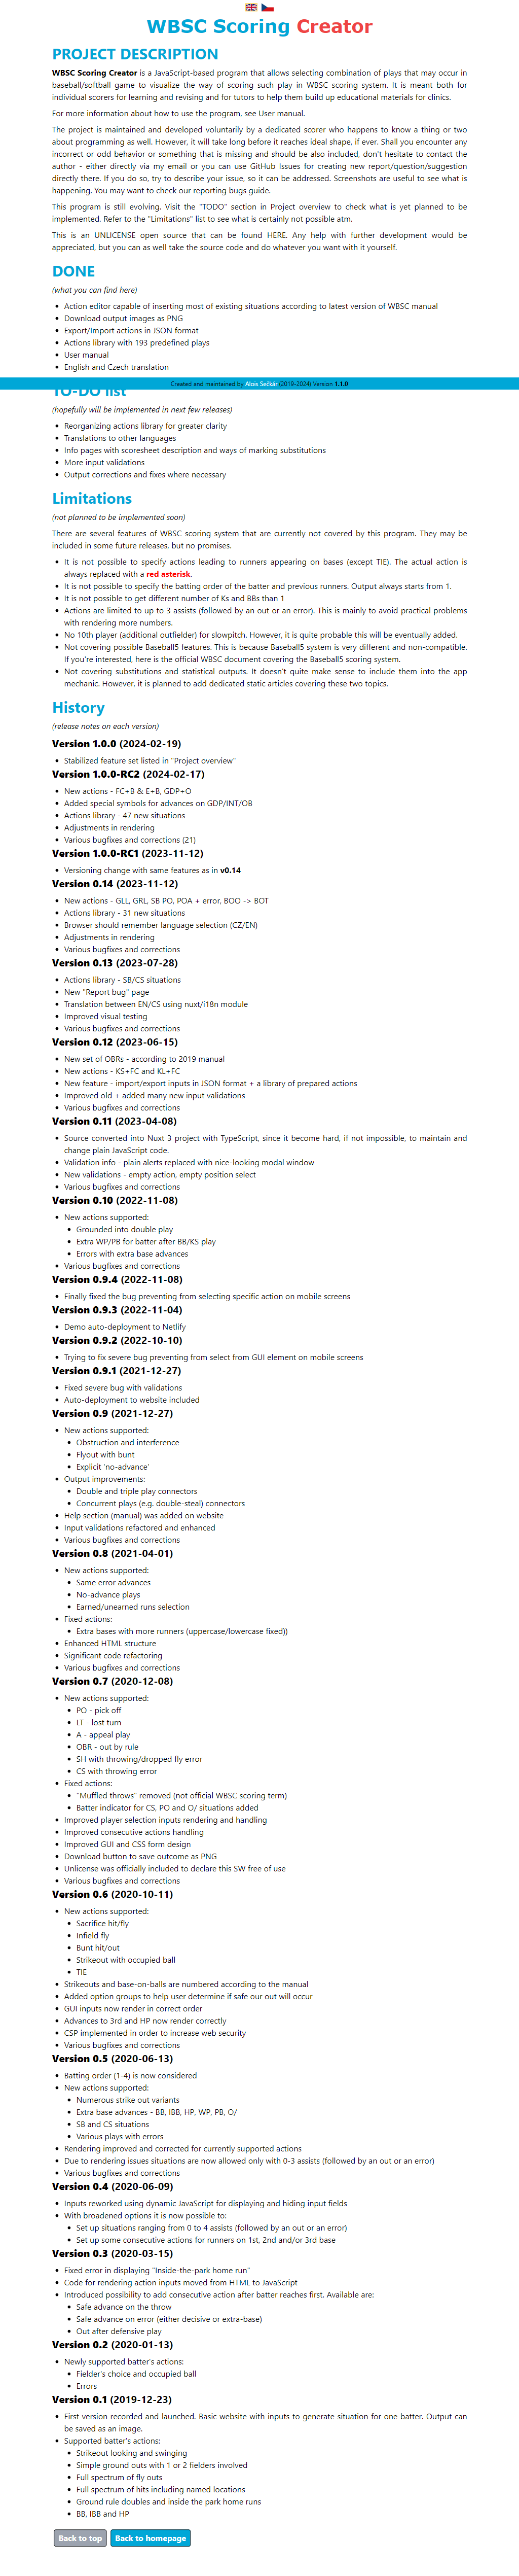 WBSC Scoring Creator
PROJECT DESCRIPTION
WBSC Scoring Creator is a JavaScript-based program that allows selecting combination of plays that may occur in
baseball/softball game to visualize the way of scoring such play in WBSC scoring system. It is meant both for
individual scorers for learning and revising and for tutors to help them build up educational materials for clinics.
For more information about how to use the program, see User manual.
The project is maintained and developed voluntarily by a dedicated scorer who happens to know a thing or two
about programming as well. However, it will take long before it reaches ideal shape, if ever. Shall you encounter any
incorrect or odd behavior or something that is missing and should be also included, don't hesitate to contact the
author - either directly via my email or you can use GitHub Issues for creating new report/question/suggestion
directly there. If you do so, try to describe your issue, so it can be addressed. Screenshots are useful to see what is
happening. You may want to check our reporting bugs guide.
This program is still evolving. Visit the "TODO" section in Project overview to check what is yet planned to be
implemented. Refer to the "Limitations" list to see what is certainly not possible atm.
This is an UNLICENSE open source that can be found HERE. Any help with further development would be
appreciated, but you can as well take the source code and do whatever you want with it yourself.
DONE
(what you can find here)
• Action editor capable of inserting most of existing situations according to latest version of WBSC manual
• Download output images as PNG
• Export/Import actions in JSON format
• Actions library with 193 predefined plays
• User manual
• English and Czech translation
Created and maintained by Alois Sečkár (2019-2024) Version 1.1.0
TO-DO list
(hopefully will be implemented in next few releases)
• Reorganizing actions library for greater clarity
• Translations to other languages
• Info pages with scoresheet description and ways of marking substitutions
• More input validations
• Output corrections and fixes where necessary
Limitations
(not planned to be implemented soon)
There are several features of WBSC scoring system that are currently not covered by this program. They may be
included in some future releases, but no promises.
• It is not possible to specify actions leading to runners appearing on bases (except TIE). The actual action is
always replaced with a red asterisk.
• It is not possible to specify the batting order of the batter and previous runners. Output always starts from 1.
• It is not possible to get different number of Ks and BBs than 1
• Actions are limited to up to 3 assists (followed by an out or an error). This is mainly to avoid practical problems
with rendering more numbers.
• No 10th player (additional outfielder) for slowpitch. However, it is quite probable this will be eventually added.
• Not covering possible Baseball5 features. This is because Baseball5 system is very different and non-compatible.
If you're interested, here is the official WBSC document covering the Baseball5 scoring system.
• Not covering substitutions and statistical outputs. It doesn't quite make sense to include them into the app
mechanic. However, it is planned to add dedicated static articles covering these two topics.
History
(release notes on each version)
Version 1.0.0 (2024-02-19)
• Stabilized feature set listed in "Project overview"
Version 1.0.0-RC2 (2024-02-17)
• New actions - FC+B & E+B, GDP+O
• Added special symbols for advances on GDP/INT/OB
• Actions library - 47 new situations
• Adjustments in rendering
• Various bugfixes and corrections (21)
Version 1.0.0-RC1 (2023-11-12)
• Versioning change with same features as in v0.14
Version 0.14 (2023-11-12)
• New actions - GLL, GRL, SB PO, POA + error, BOO -> BOT
• Actions library - 31 new situations
• Browser should remember language selection (CZ/EN)
• Adjustments in rendering
• Various bugfixes and corrections
Version 0.13 (2023-07-28)
• Actions library - SB/CS situations
• New "Report bug" page
• Translation between EN/CS using nuxt/i18n module
• Improved visual testing
• Various bugfixes and corrections
Version 0.12 (2023-06-15)
• New set of OBRs - according to 2019 manual
• New actions - KS+FC and KL+FC
• New feature - import/export inputs in JSON format + a library of prepared actions
• Improved old + added many new input validations
• Various bugfixes and corrections
Version 0.11 (2023-04-08)
• Source converted into Nuxt 3 project with TypeScript, since it become hard, if not impossible, to maintain and
change plain JavaScript code.
• Validation info - plain alerts replaced with nice-looking modal window
• New validations - empty action, empty position select
• Various bugfixes and corrections
Version 0.10 (2022-11-08)
• New actions supported:
• Grounded into double play
• Extra WP/PB for batter after BB/KS play
• Errors with extra base advances
• Various bugfixes and corrections
Version 0.9.4 (2022-11-08)
• Finally fixed the bug preventing from selecting specific action on mobile screens
Version 0.9.3 (2022-11-04)
• Demo auto-deployment to Netlify
Version 0.9.2 (2022-10-10)
• Trying to fix severe bug preventing from select from GUI element on mobile screens
Version 0.9.1 (2021-12-27)
• Fixed severe bug with validations
• Auto-deployment to website included
Version 0.9 (2021-12-27)
• New actions supported:
• Obstruction and interference
• Flyout with bunt
• Explicit 'no-advance'
• Output improvements:
• Double and triple play connectors
• Concurrent plays (e.g. double-steal) connectors
• Help section (manual) was added on website
• Input validations refactored and enhanced
• Various bugfixes and corrections
Version 0.8 (2021-04-01)
• New actions supported:
• Same error advances
• No-advance plays
• Earned/unearned runs selection
• Fixed actions:
• Extra bases with more runners (uppercase/lowercase fixed))
• Enhanced HTML structure
• Significant code refactoring
• Various bugfixes and corrections
Version 0.7 (2020-12-08)
• New actions supported:
• PO - pick off
• LT - lost turn
• A - appeal play
• OBR - out by rule
• SH with throwing/dropped fly error
• CS with throwing error
• Fixed actions:
• "Muffled throws" removed (not official WBSC scoring term)
• Batter indicator for CS, PO and O/ situations added
• Improved player selection inputs rendering and handling
• Improved consecutive actions handling
• Improved GUI and CSS form design
• Download button to save outcome as PNG
• Unlicense was officially included to declare this SW free of use
• Various bugfixes and corrections
Version 0.6 (2020-10-11)
• New actions supported:
• Sacrifice hit/fly
• Infield fly
• Bunt hit/out
• Strikeout with occupied ball
• TIE
• Strikeouts and base-on-balls are numbered according to the manual
• Added option groups to help user determine if safe our out will occur
• GUI inputs now render in correct order
• Advances to 3rd and HP now render correctly
• CSP implemented in order to increase web security
• Various bugfixes and corrections
Version 0.5 (2020-06-13)
• Batting order (1-4) is now considered
• New actions supported:
• Numerous strike out variants
• Extra base advances - BB, IBB, HP, WP, PB, O/
• SB and CS situations
• Various plays with errors
• Rendering improved and corrected for currently supported actions
• Due to rendering issues situations are now allowed only with 0-3 assists (followed by an out or an error)
• Various bugfixes and corrections
Version 0.4 (2020-06-09)
• Inputs reworked using dynamic JavaScript for displaying and hiding input fields
• With broadened options it is now possible to:
• Set up situations ranging from 0 to 4 assists (followed by an out or an error)
• Set up some consecutive actions for runners on 1st, 2nd and/or 3rd base
Version 0.3 (2020-03-15)
• Fixed error in displaying "Inside-the-park home run"
• Code for rendering action inputs moved from HTML to JavaScript
• Introduced possibility to add consecutive action after batter reaches first. Available are:
• Safe advance on the throw
• Safe advance on error (either decisive or extra-base)
• Out after defensive play
Version 0.2 (2020-01-13)
• Newly supported batter's actions:
• Fielder's choice and occupied ball
• Errors
Version 0.1 (2019-12-23)
• First version recorded and launched. Basic website with inputs to generate situation for one batter. Output can
be saved as an image.
• Supported batter's actions:
• Strikeout looking and swinging
• Simple ground outs with 1 or 2 fielders involved
• Full spectrum of fly outs
• Full spectrum of hits including named locations
• Ground rule doubles and inside the park home runs
• BB, IBB and HP
Back to top Back to homepage